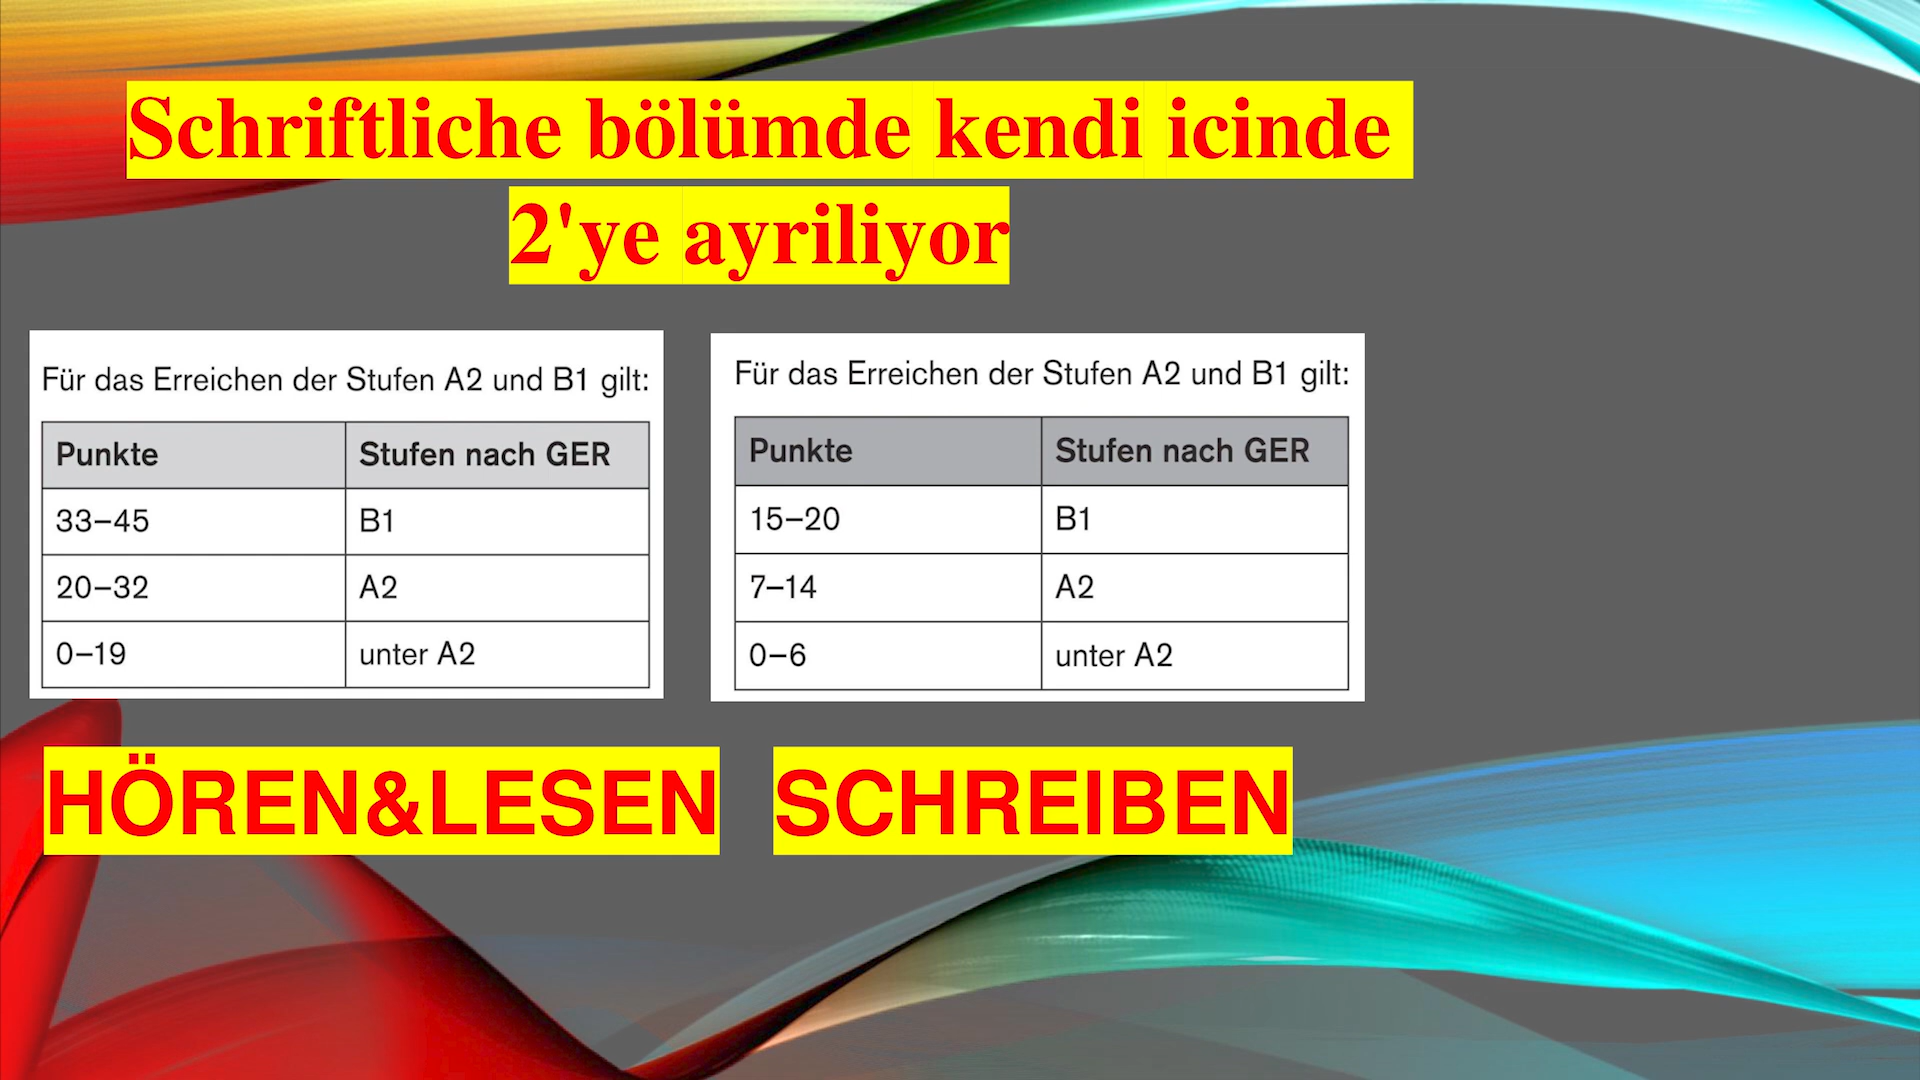 Schriftliche bölümde kendi icinde
2'ye ayriliyor
Für das Erreichen der Stufen A2 und B1 gilt:
Punkte Stufen nach GER
33–45 B1
20–32 A2
0–19 unter A2
Für das Erreichen der Stufen A2 und B1 gilt:
Punkte Stufen nach GER
15–20 B1
7–14 A2
0–6 unter A2
HÖREN&LESEN
SCHREIBEN